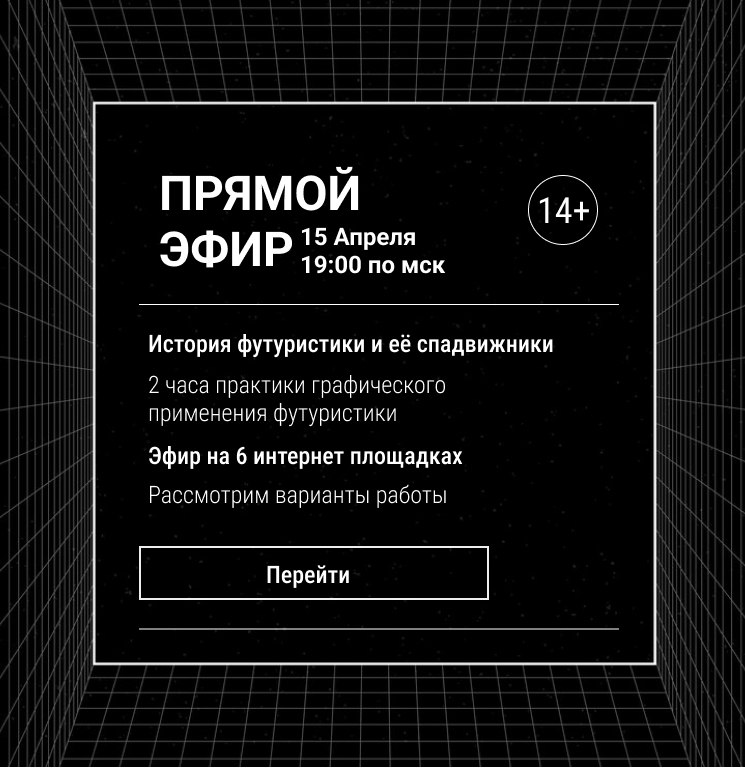 ПРЯМОЙ
ЭФИР
15 Апреля
19:00 по мск
14+
История футуристики и её спадвижники
2 часа практики графического
применения футуристики
Эфир на 6 интернет площадках
Рассмотрим варианты работы
Перейти